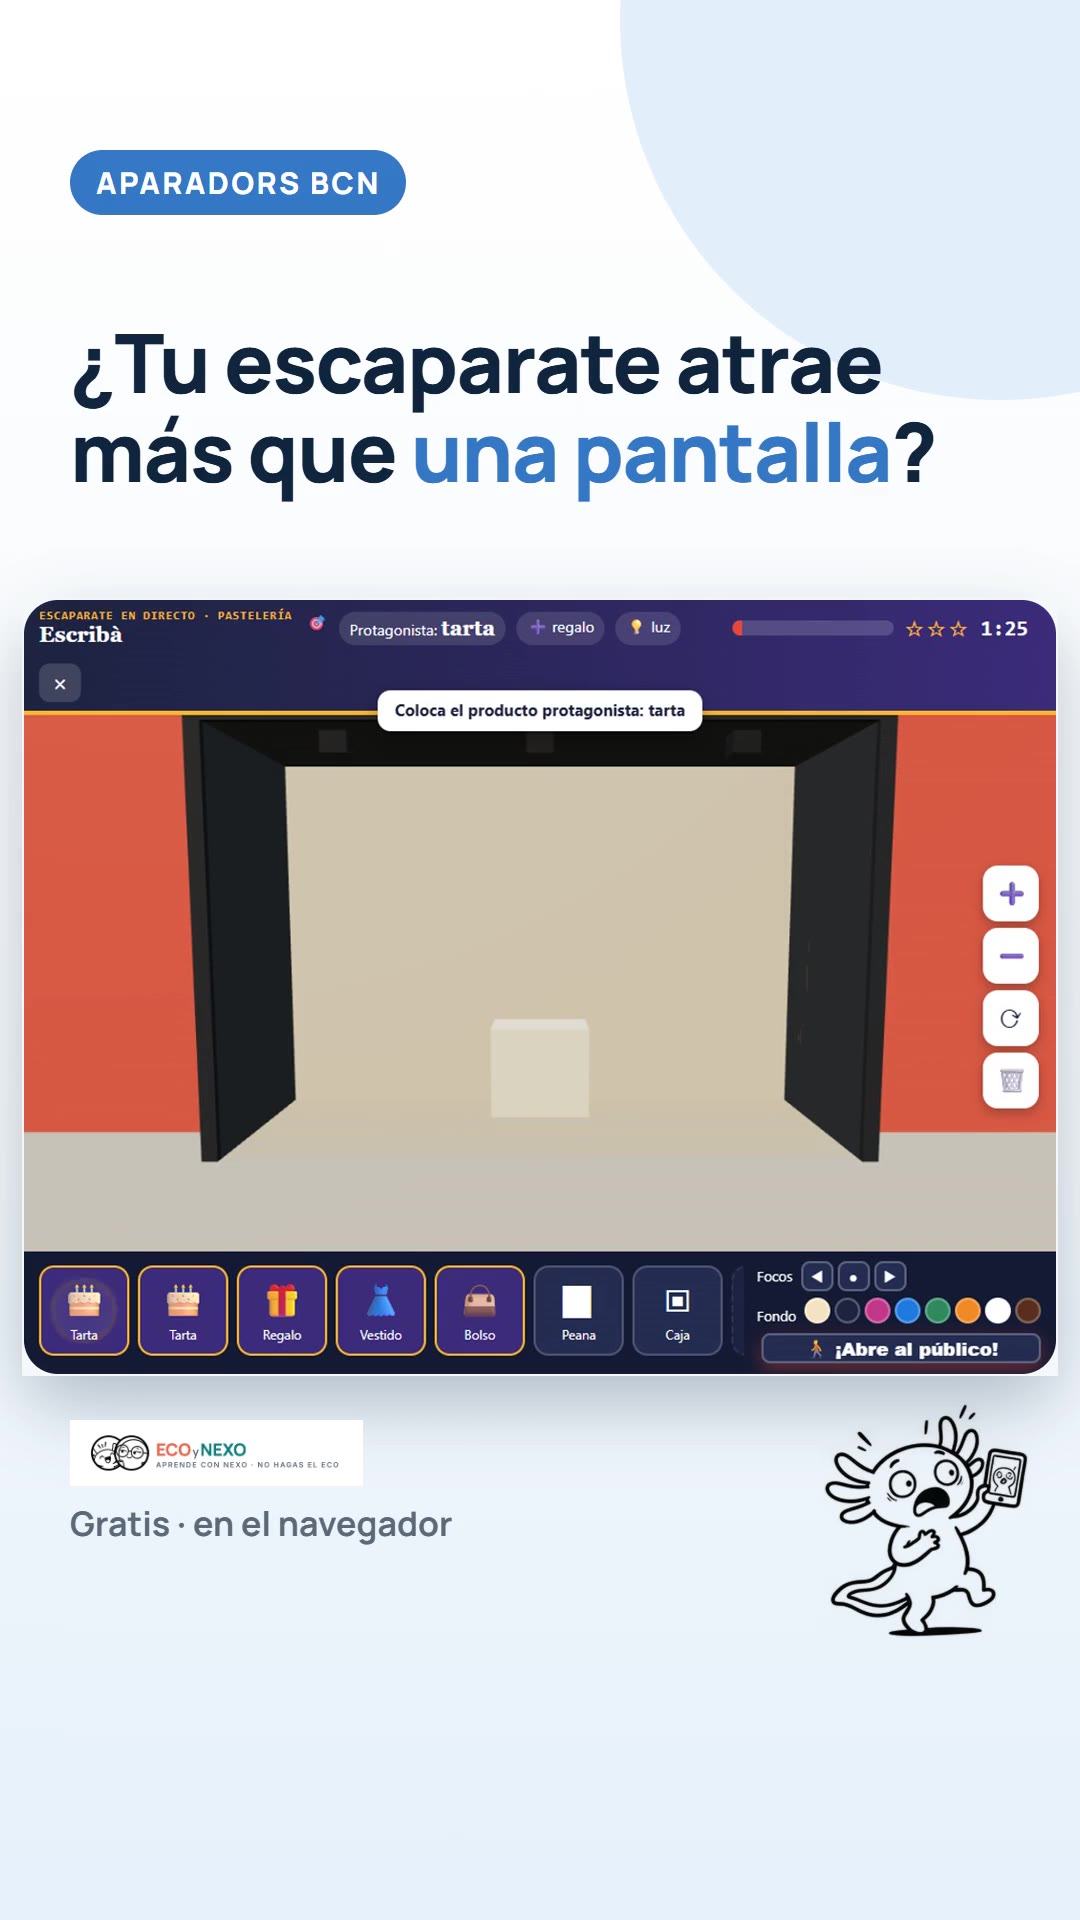 APARADORS BCN
¿Tu escaparate atrae
más que una pantalla?
ESCAPARATE EN DIRECTO · PASTELERÍA
Escribà
Protagonista: tarta
regalo
luz
1:25
Coloca el producto protagonista: tarta
Tarta
Tarta
Regalo
Vestido
Bolso
Peana
Caja
Focos
Fondo
¡Abre al público!
ECOyNEXO
APRENDE CON NEXO · NO HAGAS EL ECO
Gratis · en el navegador